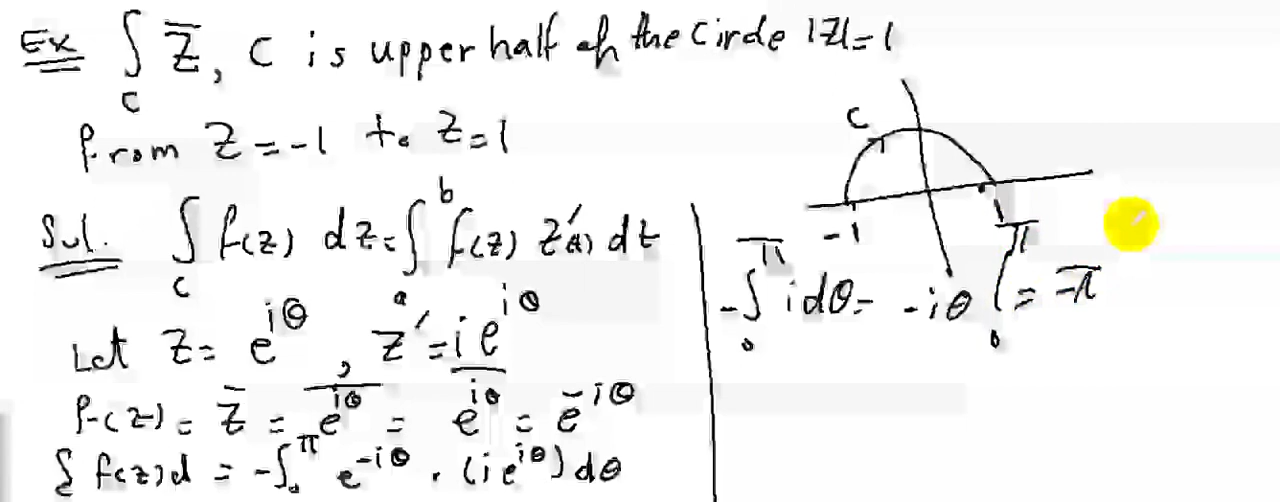 Ex ∫_C z̄, C is upper half of the circle |z|=1
from z=-1 to z=1
Sol. ∫_C f(z) dz = ∫_a^b f(z) z'(t) dt
Let z = e^{iθ}, z' = i e^{iθ}
f(z) = z̄ = \overline{e^{iθ}} = e^{\overline{iθ}} = e^{-iθ}
∫ f(z)d = -∫_0^π e^{-iθ} . (i e^{iθ}) dθ
C
-1 1
-∫_0^π i dθ = -iθ |_0^π = -π